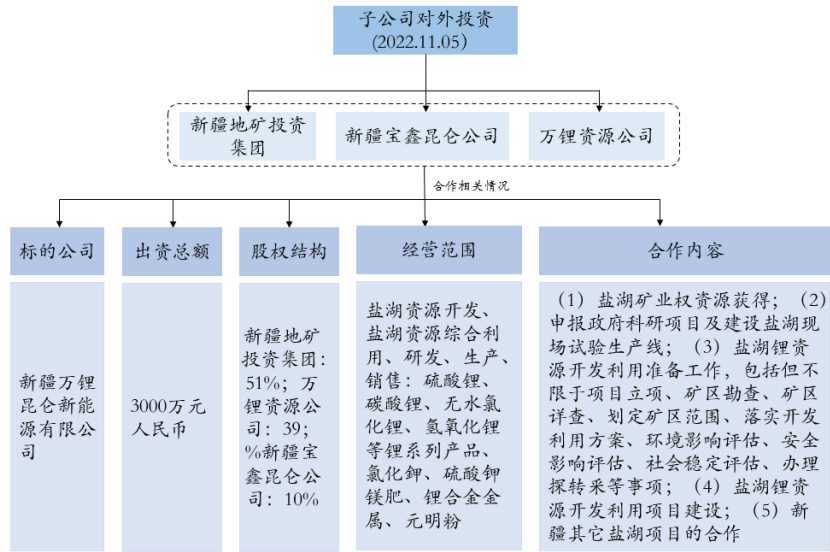 子公司对外投资
(2022.11.05)
新疆地矿投资
集团
新疆宝鑫昆仑公司
万锂资源公司
合作相关情况
标的公司
出资总额
股权结构
经营范围
合作内容
新疆万锂
昆仑新能
源有限公
司
3000万元
人民币
新疆地矿
投资集团：
51%；万
锂资源公
司：39；
%新疆宝
鑫昆仑公
司：10%
盐湖资源开发、
盐湖资源综合利
用、研发、生产、
销售：硫酸锂、
碳酸锂、无水氯
化锂、氢氧化锂
等锂系列产品、
氯化钾、硫酸钾
镁肥、锂合金金
属、元明粉
（1）盐湖矿业权资源获得；（2）
申报政府科研项目及建设盐湖现
场试验生产线；（3）盐湖锂资
源开发利用准备工作，包括但不
限于项目立项、矿区勘查、矿区
详查、划定矿区范围、落实开发
利用方案、环境影响评估、安全
影响评估、社会稳定评估、办理
探转采等事项；（4）盐湖锂资
源开发利用项目建设；（5）新
疆其它盐湖项目的合作